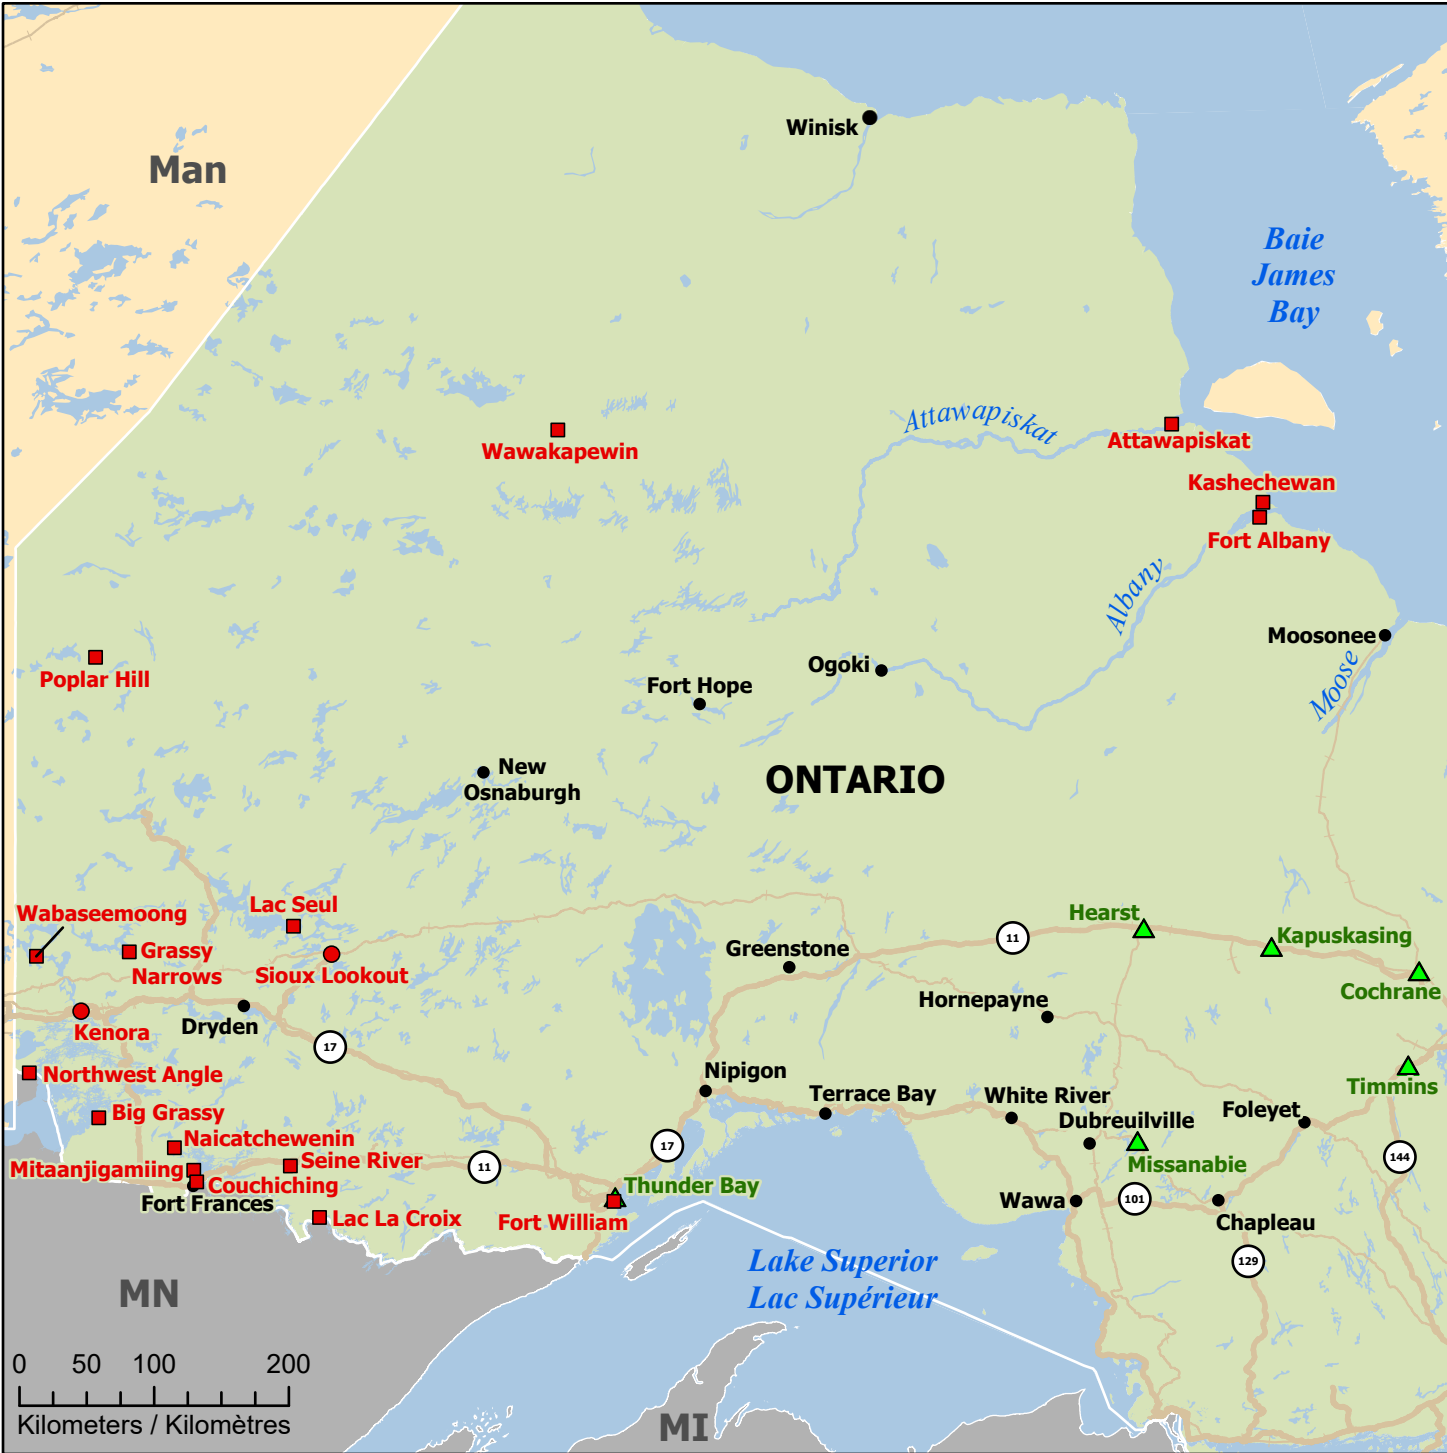 Winisk
Man
Baie
James
Bay
Attawapiskat
Attawapiskat
Wawakapewin
Kashechewan
Fort Albany
Albany
Moosonee
Moose
Poplar Hill
Ogoki
Fort Hope
New
Osnaburgh
ONTARIO
Lac Seul
Wabaseemoong
Grassy
Narrows
Sioux Lookout
Hearst
11
Kapuskasing
Greenstone
Cochrane
Hornepayne
Kenora
Dryden
17
Northwest Angle
Nipigon
Timmins
Terrace Bay
White River
Foleyet
Big Grassy
Dubreuilville
Naicatchewenin
17
144
Mitaanjigamiing
Seine River
11
Missanabie
Couchiching
Thunder Bay
Fort Frances
Wawa
101
Lac La Croix
Fort William
Chapleau
Lake Superior
Lac Supérieur
129
MN
0 50 100 200
Kilometers / Kilomètres
MI